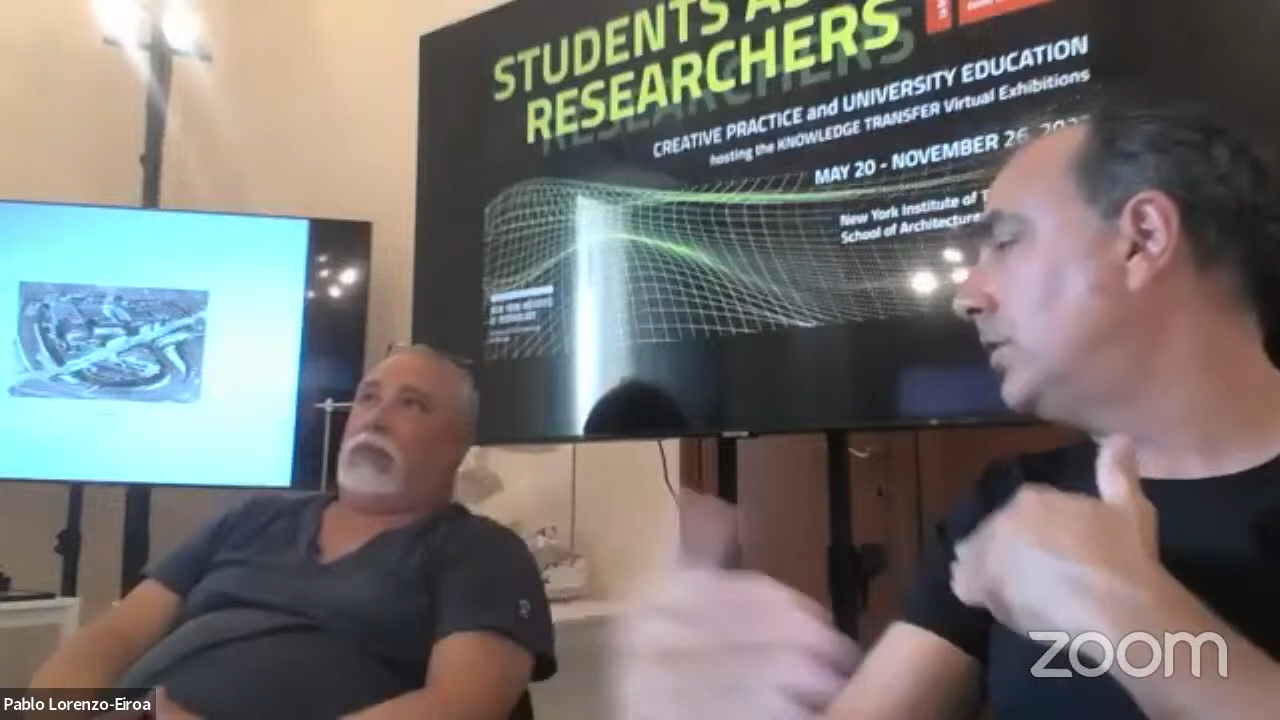 STUDENTS AS
RESEARCHERS
CREATIVE PRACTICE and UNIVERSITY EDUCATION
hosting the KNOWLEDGE TRANSFER Virtual Exhibitions
MAY 20 - NOVEMBER 26
New York Institute of
School of Architecture
Pablo Lorenzo-Eiroa
zoom